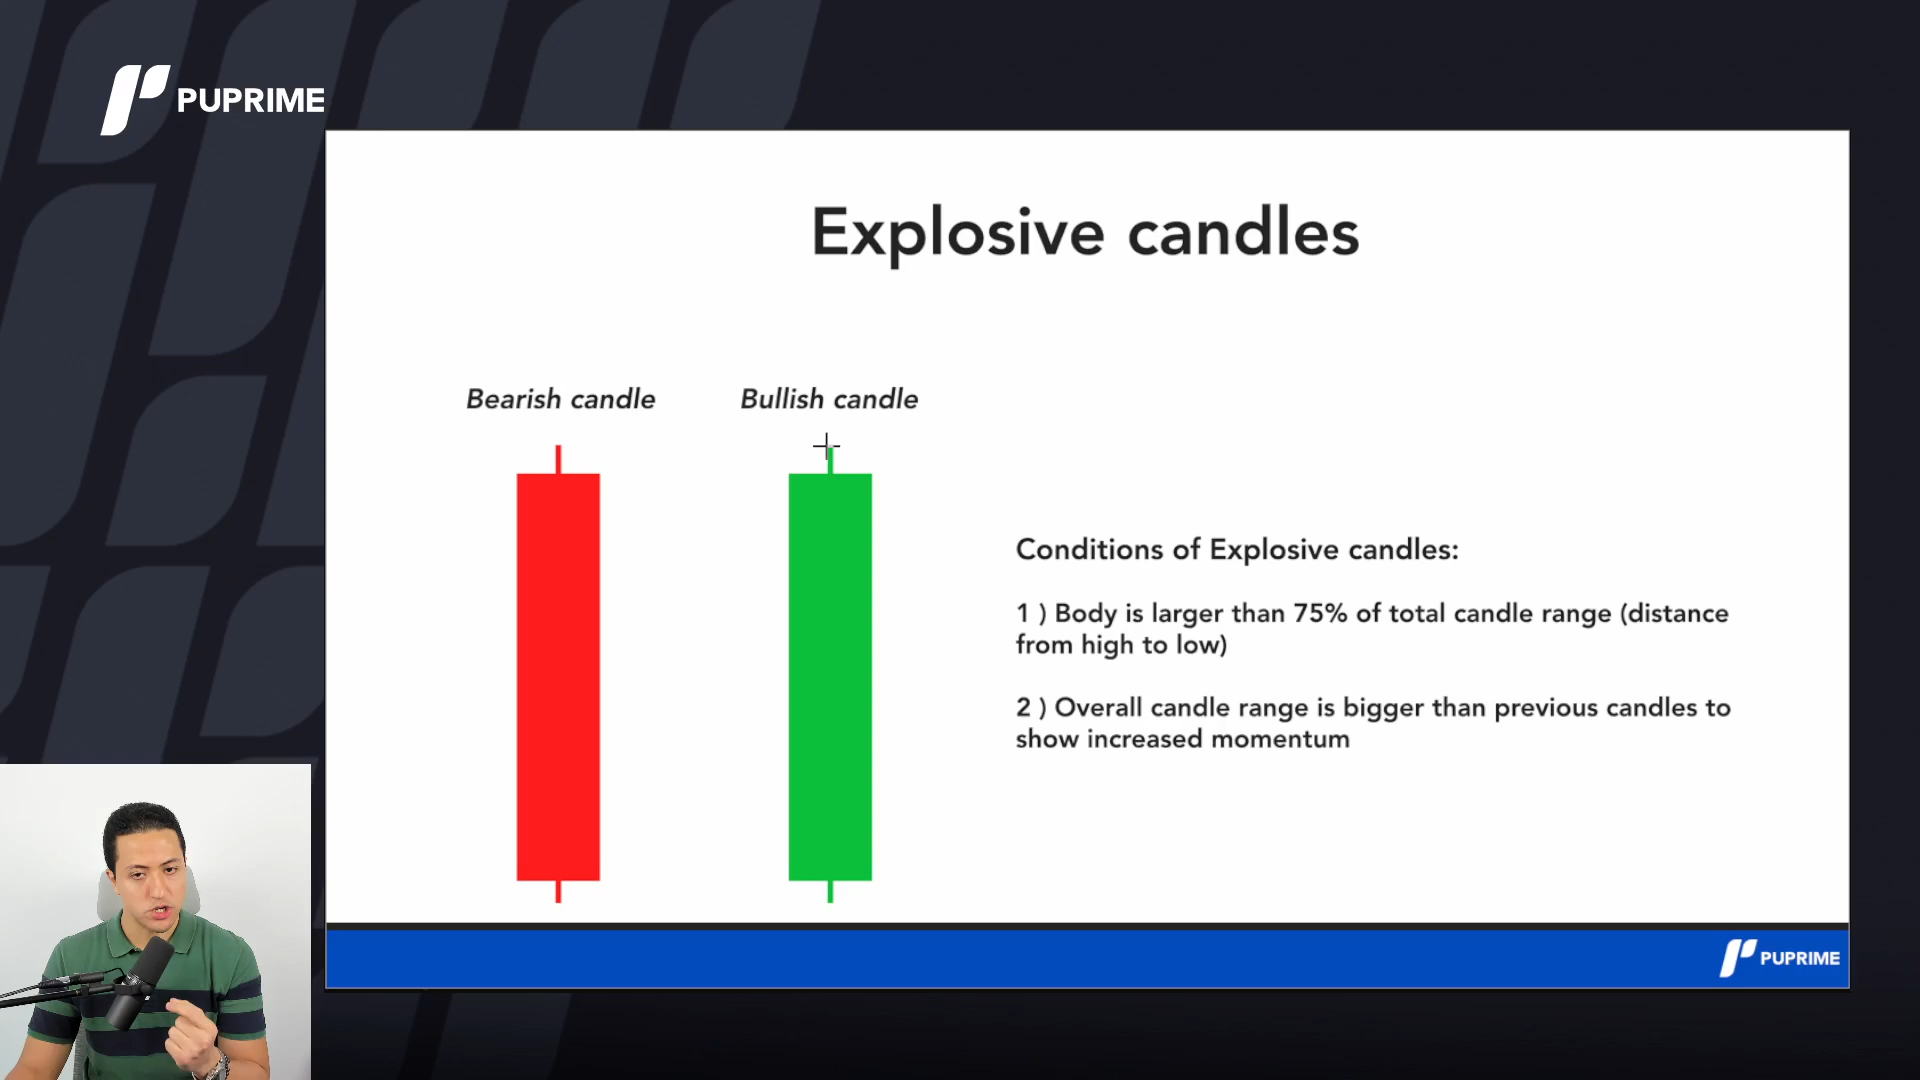 PUPRIME
Explosive candles
Bearish candle
Bullish candle
Conditions of Explosive candles:
1 ) Body is larger than 75% of total candle range (distance
from high to low)
2 ) Overall candle range is bigger than previous candles to
show increased momentum
PUPRIME